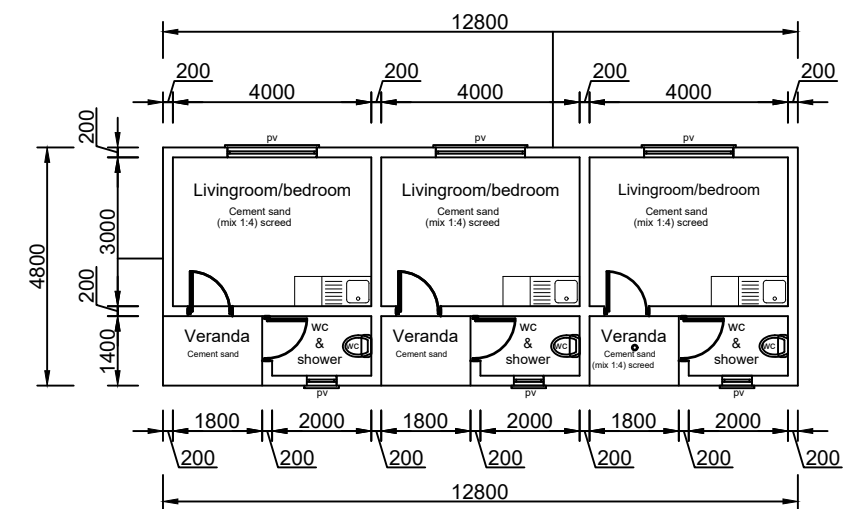 12800
200 200 200 200
4000 4000 4000
200
pv pv pv
Livingroom/bedroom Livingroom/bedroom Livingroom/bedroom
Cement sand Cement sand Cement sand
(mix 1:4) screed (mix 1:4) screed (mix 1:4) screed
4800
3000
200
1400
Veranda Veranda Veranda
Cement sand Cement sand Cement sand
(mix 1:4) screed
WC WC WC
& & &
shower shower shower
WC WC WC
pv pv pv
1800 2000 1800 2000 1800 2000
200 200 200 200 200 200 200
12800